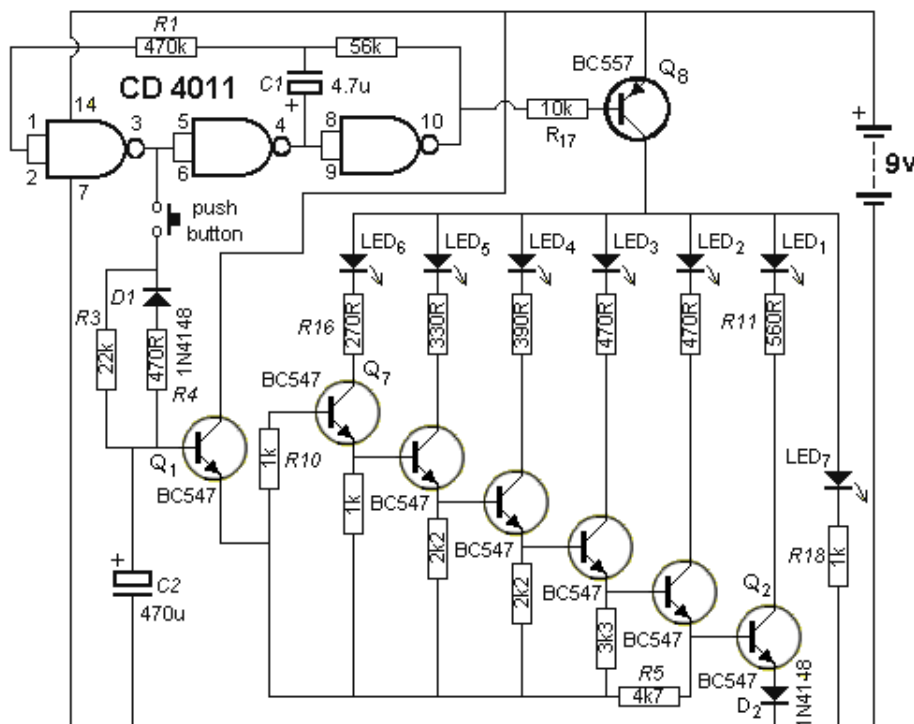 R1
470k
56k
C1
4.7u
+
CD 4011
BC557
Q8
10k
R17
+
9v
14
1
2
3
7
5
6
4
8
9
10
push
button
LED6
LED5
LED4
LED3
LED2
LED1
R3
22k
D1
1N4148
470R
R4
R16
270R
330R
390R
470R
470R
R11
560R
BC547
Q7
Q1
BC547
R10
1k
1k
BC547
2k2
BC547
2k2
BC547
3k3
BC547
Q2
BC547
LED7
R18
1k
+
C2
470u
R5
4k7
D2
1N4148